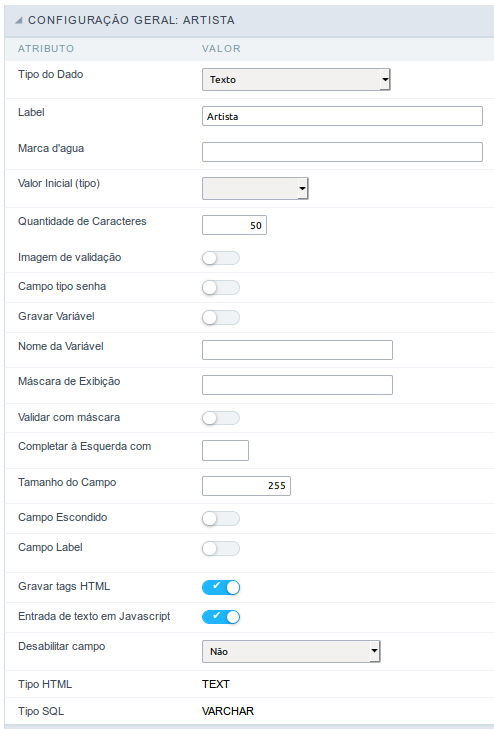 CONFIGURAÇÃO GERAL: ARTISTA
ATRIBUTO VALOR
Tipo do Dado Texto
Label Artista
Marca d'agua
Valor Inicial (tipo)
Quantidade de Caracteres 50
Imagem de validação
Campo tipo senha
Gravar Variável
Nome da Variável
Máscara de Exibição
Validar com máscara
Completar à Esquerda com
Tamanho do Campo 255
Campo Escondido
Campo Label
Gravar tags HTML
Entrada de texto em Javascript
Desabilitar campo Não
Tipo HTML TEXT
Tipo SQL VARCHAR